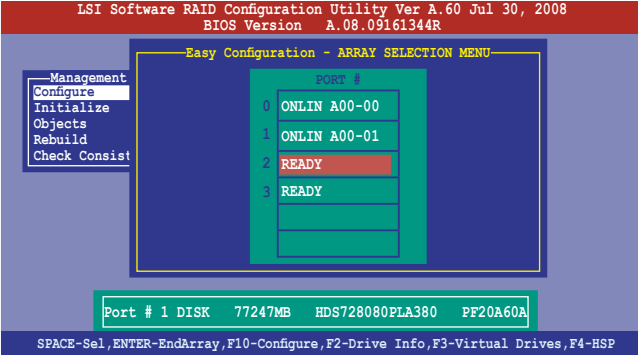 LSI Software RAID Configuration Utility Ver A.60 Jul 30, 2008
BIOS Version A.08.09161344R
Easy Configuration - ARRAY SELECTION MENU
Management
Configure
Initialize
Objects
Rebuild
Check Consist
PORT #
0 ONLIN A00-00
1 ONLIN A00-01
2 READY
3 READY
Port # 1 DISK 77247MB HDS728080PLA380 PF20A60A
SPACE-Sel,ENTER-EndArray,F10-Configure,F2-Drive Info,F3-Virtual Drives,F4-HSP